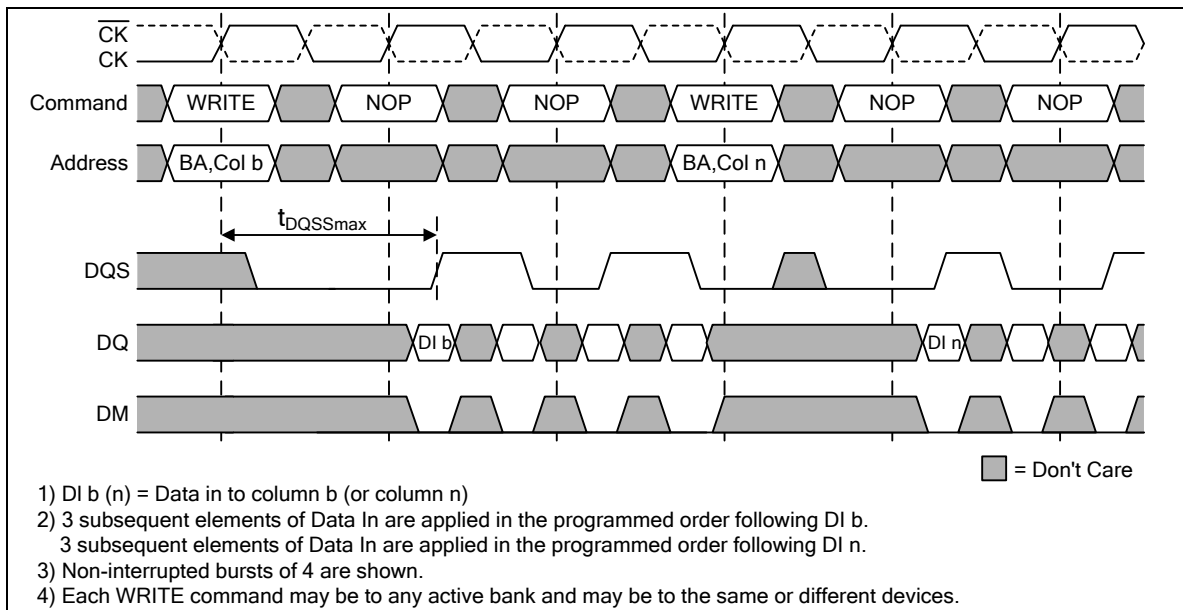 CK
CK
Command WRITE NOP NOP WRITE NOP NOP
Address BA,Col b BA,Col n
tDQSSmax
DQS
DQ DI b DI n
DM
= Don't Care
1) DI b (n) = Data in to column b (or column n)
2) 3 subsequent elements of Data In are applied in the programmed order following DI b.
3 subsequent elements of Data In are applied in the programmed order following DI n.
3) Non-interrupted bursts of 4 are shown.
4) Each WRITE command may be to any active bank and may be to the same or different devices.